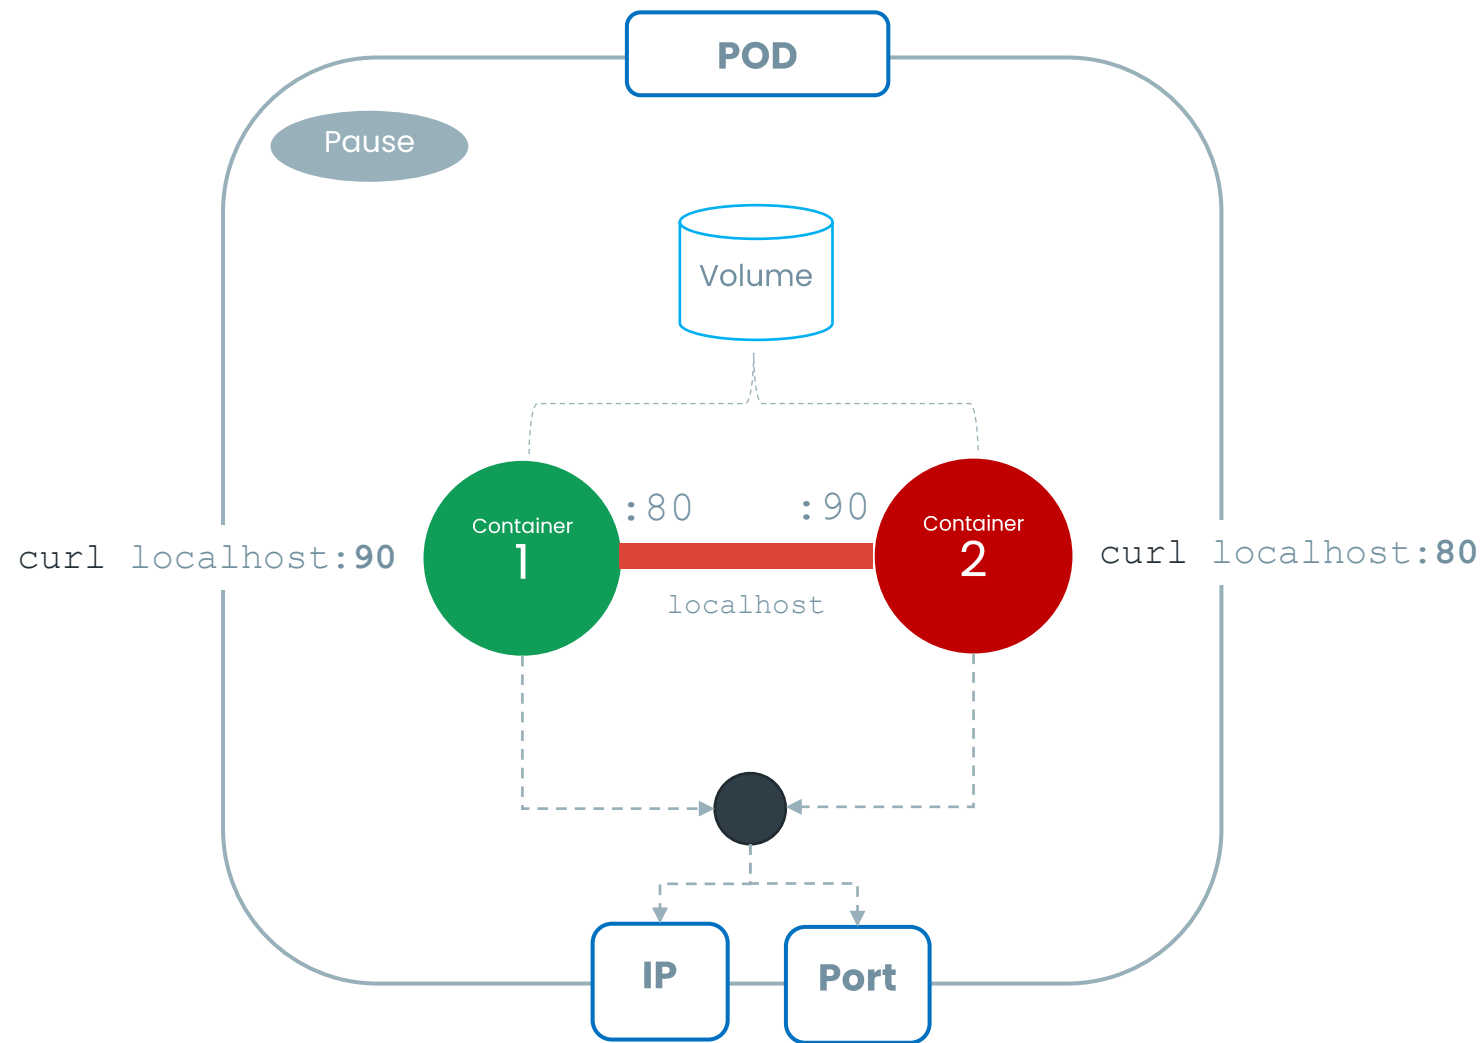 POD
Pause
Volume
:80
:90
Container
1
Container
2
curl localhost:90
curl localhost:80
localhost
IP
Port